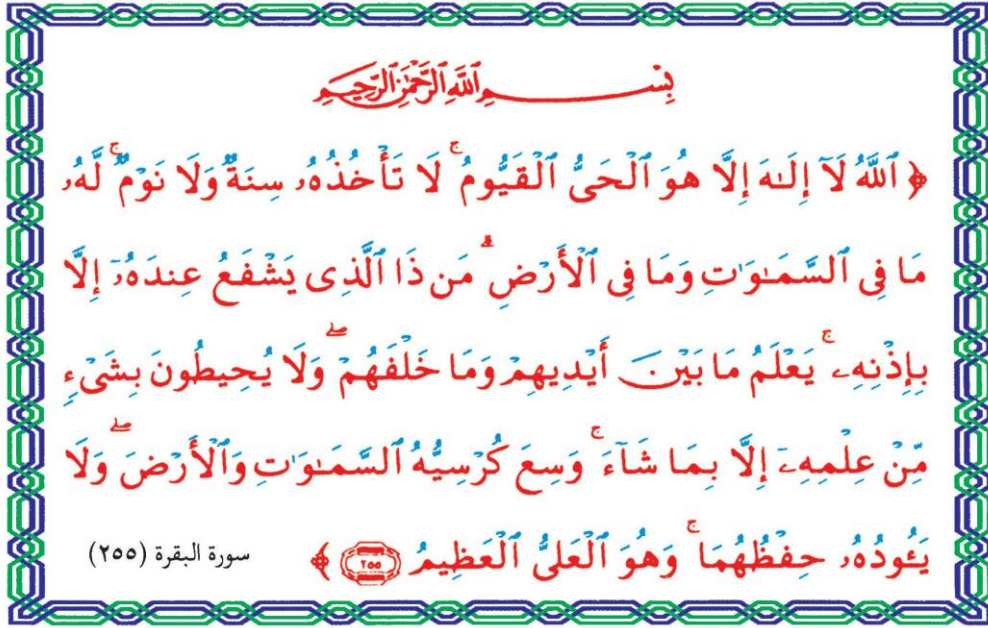 بِسْمِ ٱللَّهِ ٱلرَّحْمَٰنِ ٱلرَّحِيمِ
﴿ ٱللَّهُ لَآ إِلَـٰهَ إِلَّا هُوَ ٱلْحَىُّ ٱلْقَيُّومُ ۚ لَا تَأْخُذُهُۥ سِنَةٌ وَلَا نَوْمٌ ۚ لَّهُۥ
مَا فِى ٱلسَّمَـٰوَٰتِ وَمَا فِى ٱلْأَرْضِ ۗ مَن ذَا ٱلَّذِى يَشْفَعُ عِندَهُۥٓ إِلَّا
بِإِذْنِهِۦ ۚ يَعْلَمُ مَا بَيْنَ أَيْدِيهِمْ وَمَا خَلْفَهُمْ ۖ وَلَا يُحِيطُونَ بِشَىْءٍ
مِّنْ عِلْمِهِۦٓ إِلَّا بِمَا شَآءَ ۚ وَسِعَ كُرْسِيُّهُ ٱلسَّمَـٰوَٰتِ وَٱلْأَرْضَ ۖ وَلَا
يَـُٔودُهُۥ حِفْظُهُمَا ۚ وَهُوَ ٱلْعَلِىُّ ٱلْعَظِيمُ ٢٥٥ ﴾ سورة البقرة (٢٥٥)